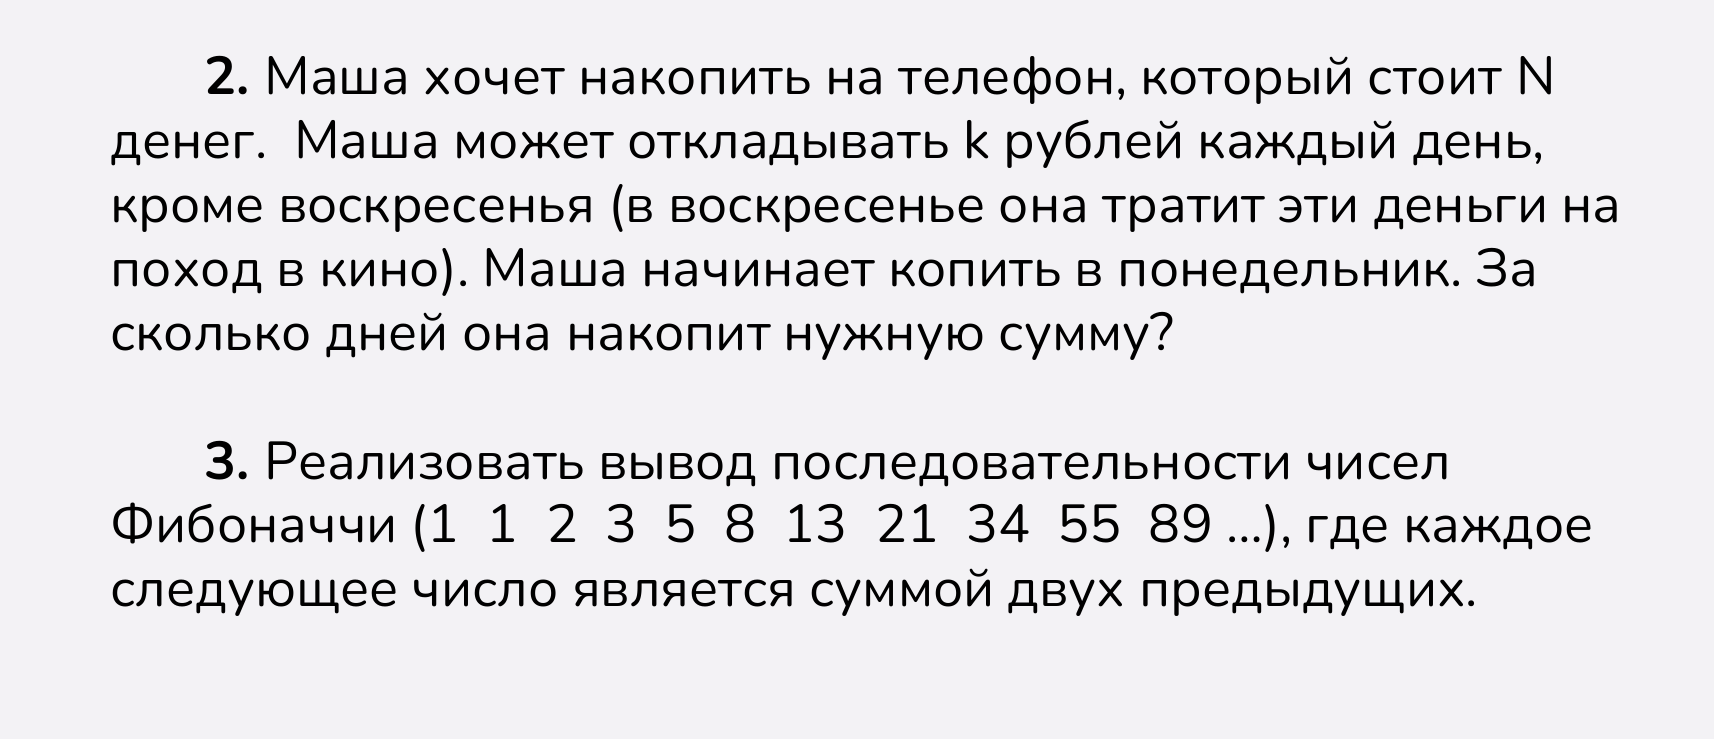 2. Маша хочет накопить на телефон, который стоит N
денег.  Маша может откладывать k рублей каждый день,
кроме воскресенья (в воскресенье она тратит эти деньги на
поход в кино). Маша начинает копить в понедельник. За
сколько дней она накопит нужную сумму?
3. Реализовать вывод последовательности чисел
Фибоначчи (1  1  2  3  5  8  13  21  34  55  89 ...), где каждое
следующее число является суммой двух предыдущих.